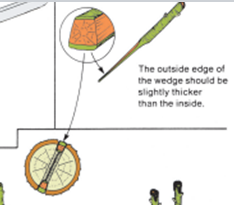 The outside edge of
the wedge should be
slightly thicker
than the inside.